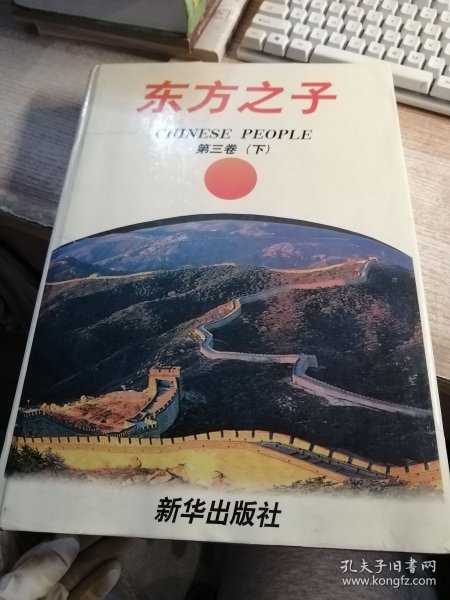 东方之子
CHINESE PEOPLE
第三卷（下）
新华出版社
孔夫子旧书网
www.kongfz.com